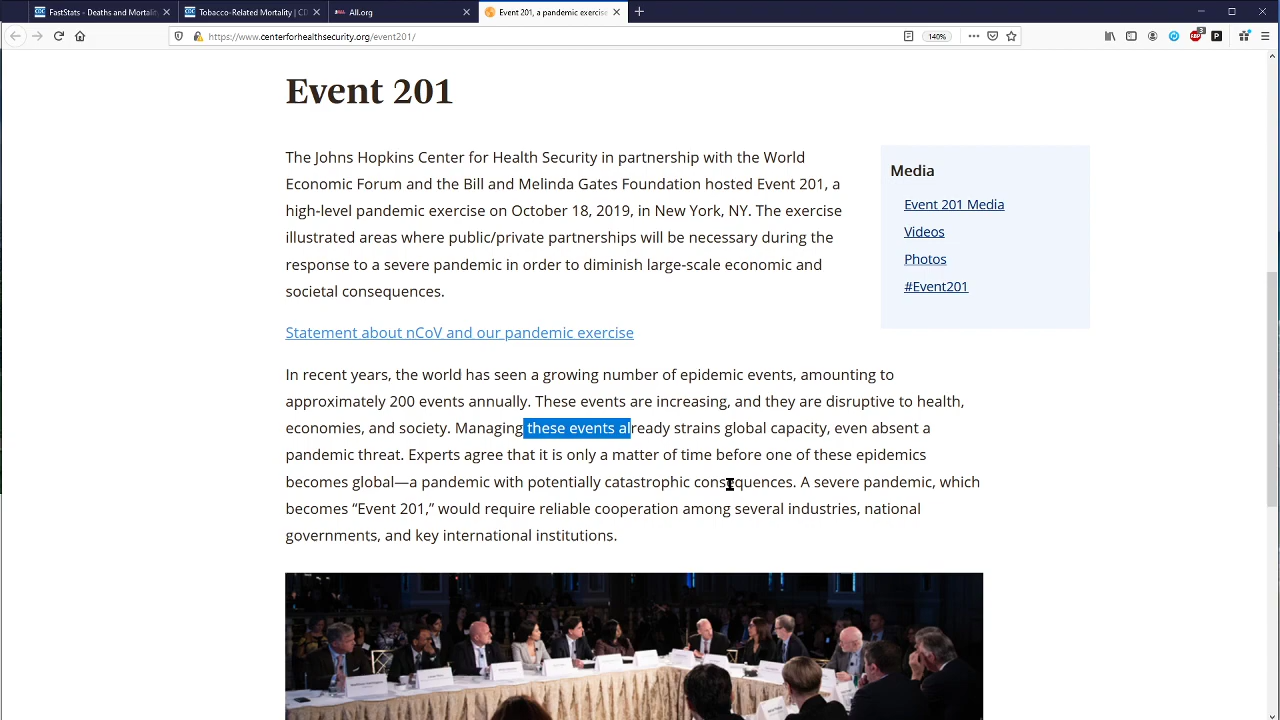 FastStats - Deaths and Mortali
Tobacco-Related Mortality | CD
All.org
Event 201, a pandemic exercise
https://www.centerforhealthsecurity.org/event201/
140%
Event 201
The Johns Hopkins Center for Health Security in partnership with the World
Economic Forum and the Bill and Melinda Gates Foundation hosted Event 201, a
high-level pandemic exercise on October 18, 2019, in New York, NY. The exercise
illustrated areas where public/private partnerships will be necessary during the
response to a severe pandemic in order to diminish large-scale economic and
societal consequences.
Media
Event 201 Media
Videos
Photos
#Event201
Statement about nCoV and our pandemic exercise
In recent years, the world has seen a growing number of epidemic events, amounting to
approximately 200 events annually. These events are increasing, and they are disruptive to health,
economies, and society. Managing these events already strains global capacity, even absent a
pandemic threat. Experts agree that it is only a matter of time before one of these epidemics
becomes global—a pandemic with potentially catastrophic consequences. A severe pandemic, which
becomes “Event 201,” would require reliable cooperation among several industries, national
governments, and key international institutions.